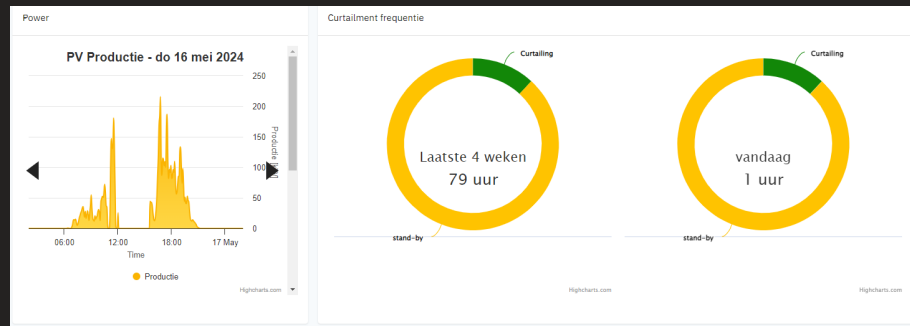 Power
PV Productie - do 16 mei 2024
250
200
150
100
50
0
Productie
06:00
12:00
18:00
17 May
Time
Productie
Highcharts.com
Curtailment frequentie
Curtailing
Laatste 4 weken
79 uur
stand-by
Highcharts.com
Curtailing
vandaag
1 uur
stand-by
Highcharts.com